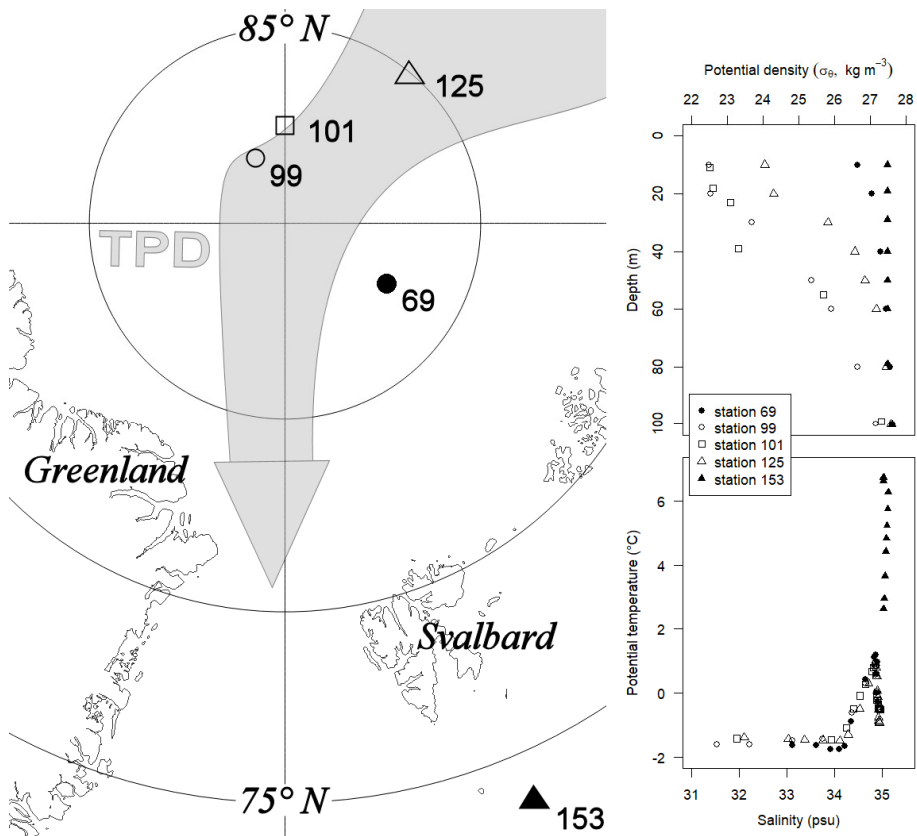 85° N
125
101
99
TPD
69
Greenland
Svalbard
75° N
153
Potential density (σθ, kg m−3)
22 23 24 25 26 27 28
Depth (m)
0
20
40
60
80
100
station 69
station 99
station 101
station 125
station 153
Potential temperature (°C)
6
4
2
0
-2
31 32 33 34 35
Salinity (psu)